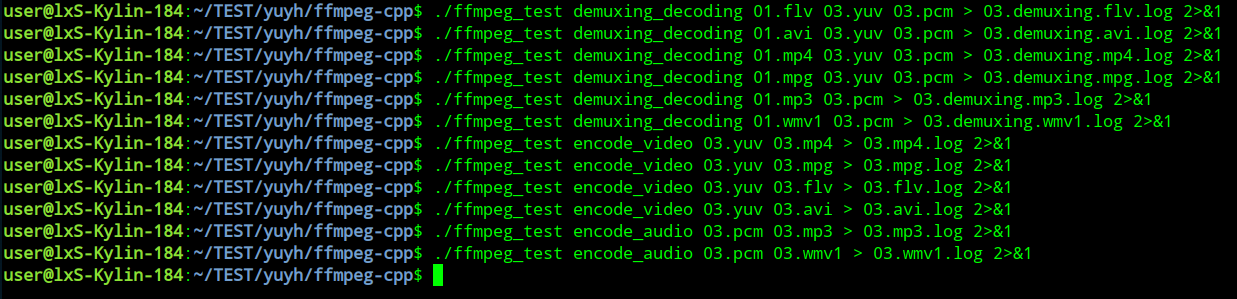 user@lxS-Kylin-184:~/TEST/yuyh/ffmpeg-cpp$ ./ffmpeg_test demuxing_decoding 01.flv 03.yuv 03.pcm > 03.demuxing.flv.log 2>&1
user@lxS-Kylin-184:~/TEST/yuyh/ffmpeg-cpp$ ./ffmpeg_test demuxing_decoding 01.avi 03.yuv 03.pcm > 03.demuxing.avi.log 2>&1
user@lxS-Kylin-184:~/TEST/yuyh/ffmpeg-cpp$ ./ffmpeg_test demuxing_decoding 01.mp4 03.yuv 03.pcm > 03.demuxing.mp4.log 2>&1
user@lxS-Kylin-184:~/TEST/yuyh/ffmpeg-cpp$ ./ffmpeg_test demuxing_decoding 01.mpg 03.yuv 03.pcm > 03.demuxing.mpg.log 2>&1
user@lxS-Kylin-184:~/TEST/yuyh/ffmpeg-cpp$ ./ffmpeg_test demuxing_decoding 01.mp3 03.pcm > 03.demuxing.mp3.log 2>&1
user@lxS-Kylin-184:~/TEST/yuyh/ffmpeg-cpp$ ./ffmpeg_test demuxing_decoding 01.wmv1 03.pcm > 03.demuxing.wmv1.log 2>&1
user@lxS-Kylin-184:~/TEST/yuyh/ffmpeg-cpp$ ./ffmpeg_test encode_video 03.yuv 03.mp4 > 03.mp4.log 2>&1
user@lxS-Kylin-184:~/TEST/yuyh/ffmpeg-cpp$ ./ffmpeg_test encode_video 03.yuv 03.mpg > 03.mpg.log 2>&1
user@lxS-Kylin-184:~/TEST/yuyh/ffmpeg-cpp$ ./ffmpeg_test encode_video 03.yuv 03.flv > 03.flv.log 2>&1
user@lxS-Kylin-184:~/TEST/yuyh/ffmpeg-cpp$ ./ffmpeg_test encode_video 03.yuv 03.avi > 03.avi.log 2>&1
user@lxS-Kylin-184:~/TEST/yuyh/ffmpeg-cpp$ ./ffmpeg_test encode_audio 03.pcm 03.mp3 > 03.mp3.log 2>&1
user@lxS-Kylin-184:~/TEST/yuyh/ffmpeg-cpp$ ./ffmpeg_test encode_audio 03.pcm 03.wmv1 > 03.wmv1.log 2>&1
user@lxS-Kylin-184:~/TEST/yuyh/ffmpeg-cpp$